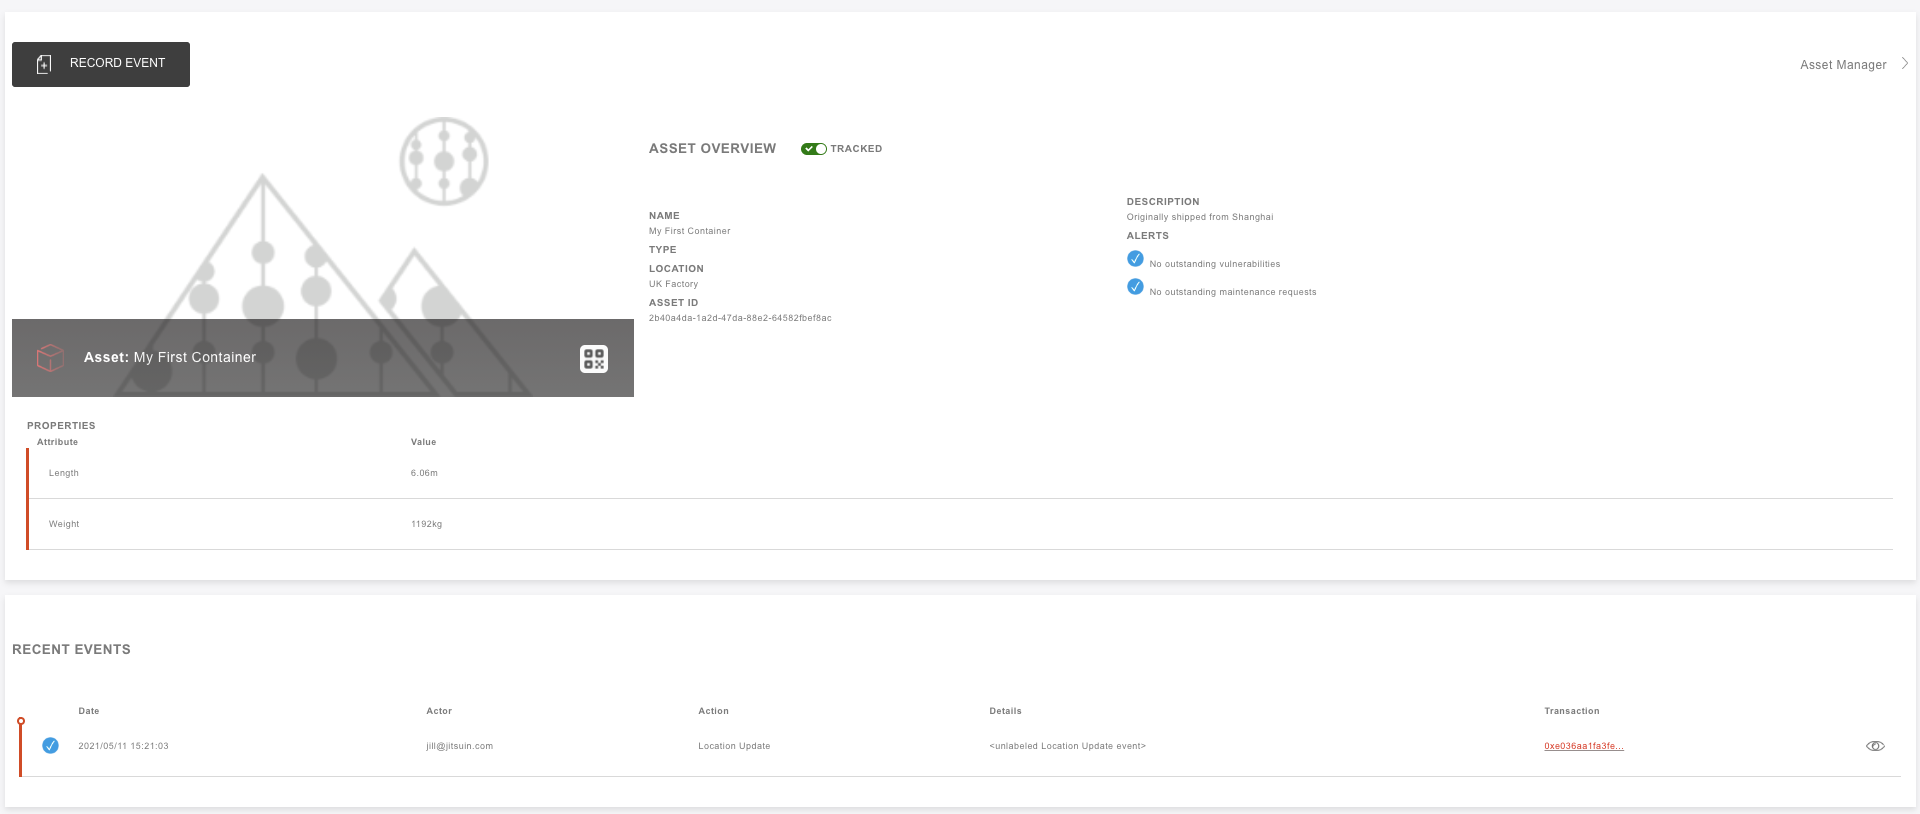 RECORD EVENT
Asset Manager
ASSET OVERVIEW TRACKED
NAME
My First Container
TYPE
LOCATION
UK Factory
ASSET ID
2b40a4da-1a2d-47da-88e2-64582fbef8ac
DESCRIPTION
Originally shipped from Shanghai
ALERTS
No outstanding vulnerabilities
No outstanding maintenance requests
Asset: My First Container
PROPERTIES
Attribute Value
Length 6.06m
Weight 1192kg
RECENT EVENTS
Date Actor Action Details Transaction
2021/05/11 15:21:03 jill@jitsuin.com Location Update <unlabeled Location Update event> 0xe036aa1fa3fe...